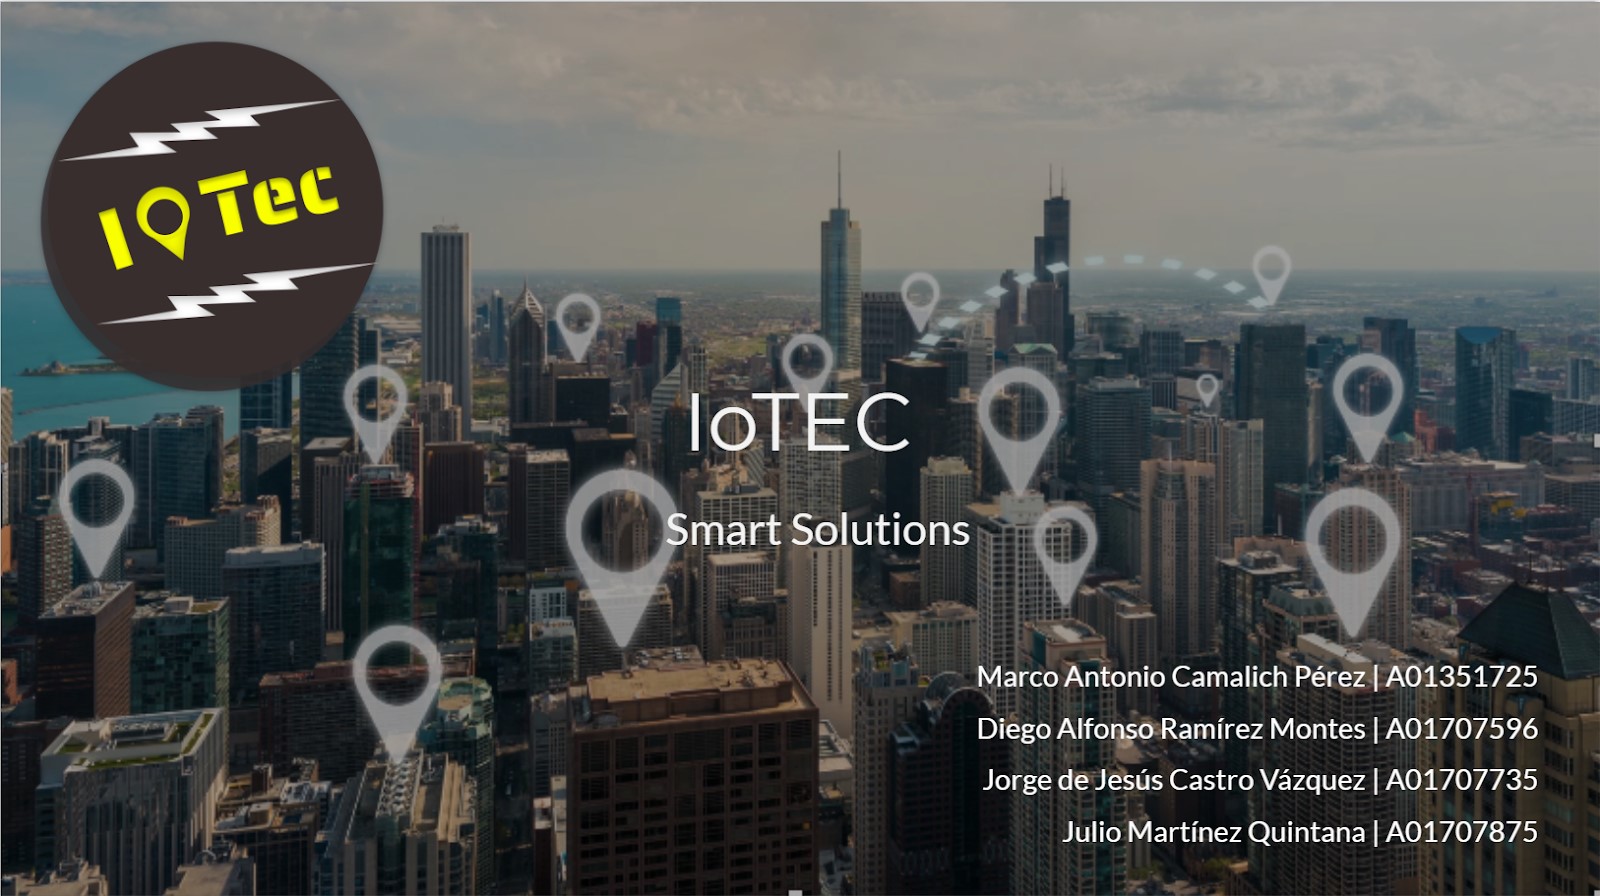 IOTec
IoTEC
Smart Solutions
Marco Antonio Camalich Pérez | A01351725
Diego Alfonso Ramírez Montes | A01707596
Jorge de Jesús Castro Vázquez | A01707735
Julio Martínez Quintana | A01707875